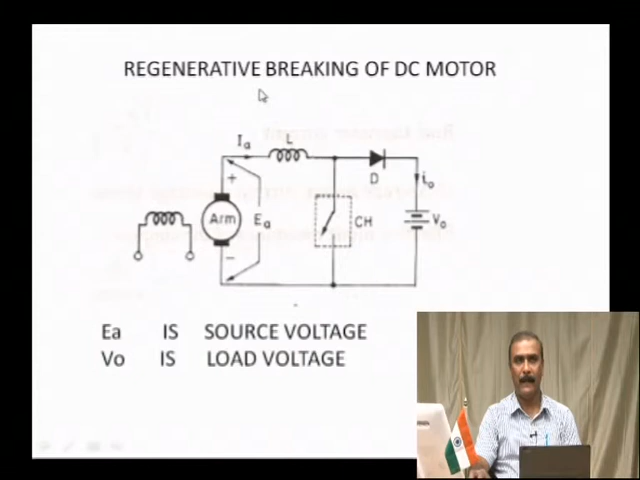 REGENERATIVE BREAKING OF DC MOTOR
Ia
L
+
D
io
Arm
Ea
CH
Vo
–
Ea IS SOURCE VOLTAGE
Vo IS LOAD VOLTAGE